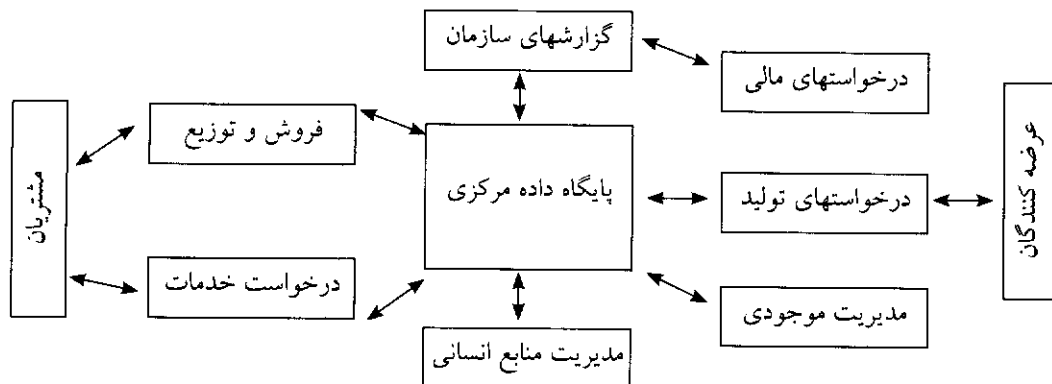 گزارشهای سازمان
درخواستهای مالی
عرضه کنندگان
فروش و توزیع
مشتریان
پایگاه داده مرکزی
درخواستهای تولید
درخواست خدمات
مدیریت موجودی
مدیریت منابع انسانی